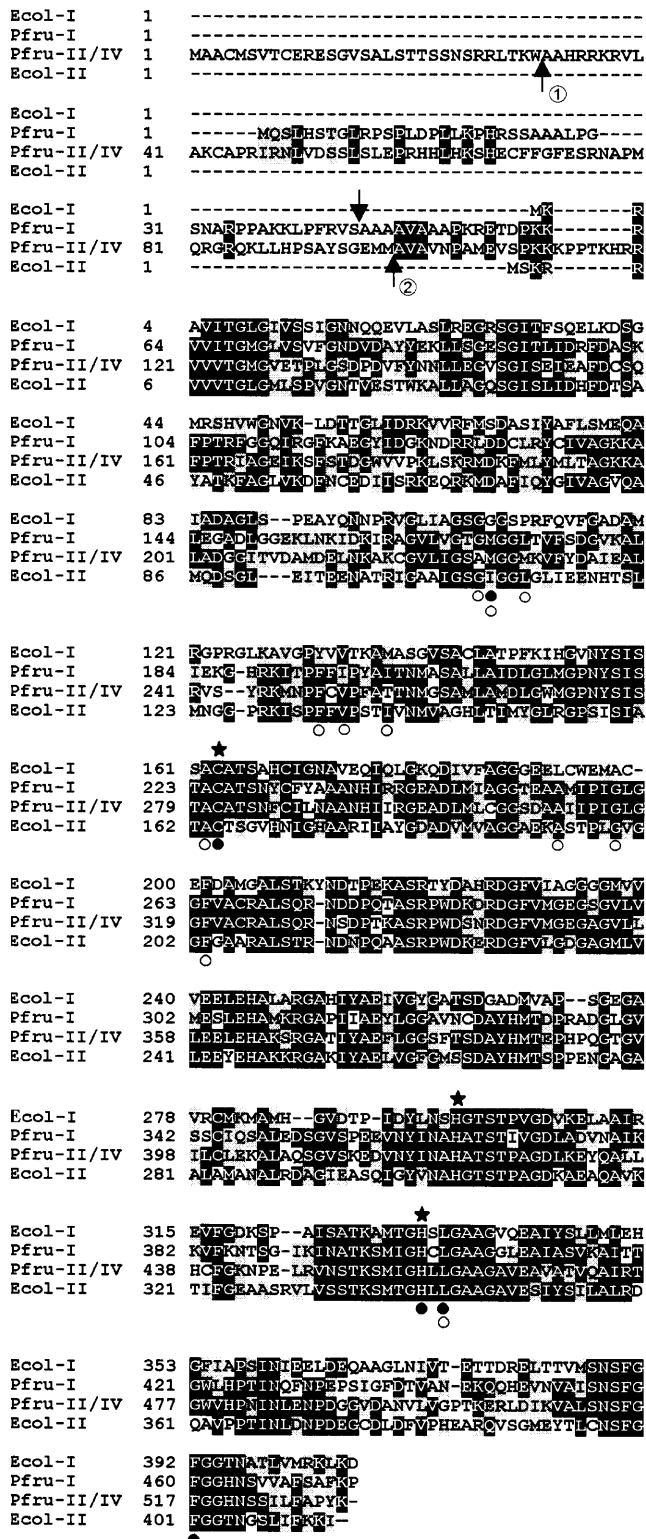 Ecol-I 1 ----------------------------------------
Pfru-I 1 ----------------------------------------
Pfru-II/IV 1 MAACMSVTCERESGVSALSTTSSNSRRLTKWAAHRRKRVL
Ecol-II 1 ----------------------------------------
①
Ecol-I 1 ----------------------------------------
Pfru-I 1 ------MQSLHSTGLRPSPLDPLLKPHRSSAAALPG----
Pfru-II/IV 41 AKCAPRIRNLVDSSLSLEPRHHLHKSHECFFGFESRNAPM
Ecol-II 1 ----------------------------------------
Ecol-I 1 ------------------------------MK-------R
Pfru-I 31 SNARPPAKKLPFRVSAAAAVAAAPKRETDPKK-------R
Pfru-II/IV 81 QRGRQKLLHPSAYSGEMMAVAVNPAMEVSPKKKPPTKHRR
Ecol-II 1 ----------------------------MSKR-------R
②
Ecol-I 4 AVITGLGIVSSIGNNQQEVLASLREGRSGITFSQELKDSG
Pfru-I 64 VVITGMGLVSVFGNDVDAYYEKLLSGESGITLIDRFDASK
Pfru-II/IV 121 VVVTGMGVETPLGSDPDVFYNNLLEGVSGISEIEAFDCSQ
Ecol-II 6 VVVTGLGMLSPVGNTVESTWKALLAGQSGISLIDHFDTSA
Ecol-I 44 MRSHVWGNVK-LDTTGLIDRKVVRFMSDASIYAFLSMEQA
Pfru-I 104 FPTRFGGQIRGFKAEGYIDGKNDRRLDDCLRYCIVAGKKA
Pfru-II/IV 161 FPTRIAGEIKSFSTDGWVVPKLSKRMDKFMLYMLTAGKKA
Ecol-II 46 YATKFAGLVKDFNCEDIISRKEQRKMDAFIQYGIVAGVQA
Ecol-I 83 IADAGLS--PEAYQNNPRVGLIAGSGGGSPRFQVFGADAM
Pfru-I 144 LEGADLGGEKLNKIDKIRAGVLVGTGMGGLTVFSDGVKAL
Pfru-II/IV 201 LADGGITVDAMDELNKAKCGVLIGSAMGGMKVFYDAIEAL
Ecol-II 86 MQDSGL---EITEENATRIGAAIGSGIGGLGLIEENHTSL
Ecol-I 121 RGPRGLKAVGPYVVTKAMASGVSACLATPFKIHGVNYSIS
Pfru-I 184 IEKG-HRKITPFFIPYAITNMASALLAIDLGLMGPNYSIS
Pfru-II/IV 241 RVS--YRKMNPFCVPFATTNMGSAMLAMDLGWMGPNYSIS
Ecol-II 123 MNGG-PRKISPFFVPSTIVNMVAGHLTIMYGLRGPSISIA
Ecol-I 161 SACATSAHCIGNAVEQIQLGKQDIVFAGGGEELCWEMAC-
Pfru-I 223 TACATSNYCFYAAANHIRRGEADLMIAGGTEAAMIPIGLG
Pfru-II/IV 279 TACATSNFCILNAANHIIRGEADLMLCGGSDAAIIPIGLG
Ecol-II 162 TACTSGVHNIGHAARIIAYGDADVMVAGGAEKASTPLGVG
Ecol-I 200 EFDAMGALSTKYNDTPEKASRTYDAHRDGFVIAGGGGMVV
Pfru-I 263 GFVACRALSQR-NDDPQTASRPWDKDRDGFVMGEGSGVLV
Pfru-II/IV 319 GFVACRALSQR-NSDPTKASRPWDSNRDGFVMGEGAGVLL
Ecol-II 202 GFGAARALSTR-NDNPQAASRPWDKERDGFVLGDGAGMLV
Ecol-I 240 VEELEHALARGAHIYAEIVGYGATSDGADMVAP--SGEGA
Pfru-I 302 MESLEHAMKRGAPIIAEYLGGAVNCDAYHMTDPRADGLGV
Pfru-II/IV 358 LEELEHAKSRGATIYAEFLGGSFTSDAYHMTEPHPQGTGV
Ecol-II 241 LEEYEHAKKRGAKIYAELVGFGMSSDAYHMTSPPENGAGA
Ecol-I 278 VRCMKMAMH--GVDTP-IDYLNSHGTSTPVGDVKELAAIR
Pfru-I 342 SSCIQSALEDSGVSPEEVNYINAHATSTIVGDLADVNAIK
Pfru-II/IV 398 ILCLEKALAQSGVSKEDVNYINAHATSTPAGDLKEYQALL
Ecol-II 281 ALAMANALRDAGIEASQIGYVNAHGTSTPAGDKAEAQAVK
Ecol-I 315 EVFGDKSP--AISATKAMTGHSLGAAGVQEAIYSLLMLEH
Pfru-I 382 KVFKNTSG-IKINATKSMIGHCLGAAGGLEAIASVKAITT
Pfru-II/IV 438 HCFGKNPE-LRVNSTKSMIGHLLGAAGAVEAVATVQAIRT
Ecol-II 321 TIFGEAASRVLVSSTKSMTGHLLGAAGAVESIYSILALRD
Ecol-I 353 GFIAPSINIEELDEQAAGLNIVT-ETTDRELTTVMSNSFG
Pfru-I 421 GWLHPTINQFNPEPSIGFDTVAN-EKQQHEVNVAISNSFG
Pfru-II/IV 477 GWVHPNINLENPDGGVDANVLVGPTKERLDIKVALSNSFG
Ecol-II 361 QAVPPTINLDNPDEGCDLDFVPHEARQVSGMEYTLCNSFG
Ecol-I 392 FGGTNATLVMRKLKD
Pfru-I 460 FGGHNSVVAFSAFKP
Pfru-II/IV 517 FGGHNSSILFAPYK-
Ecol-II 401 FGGTNGSLIFKKI--